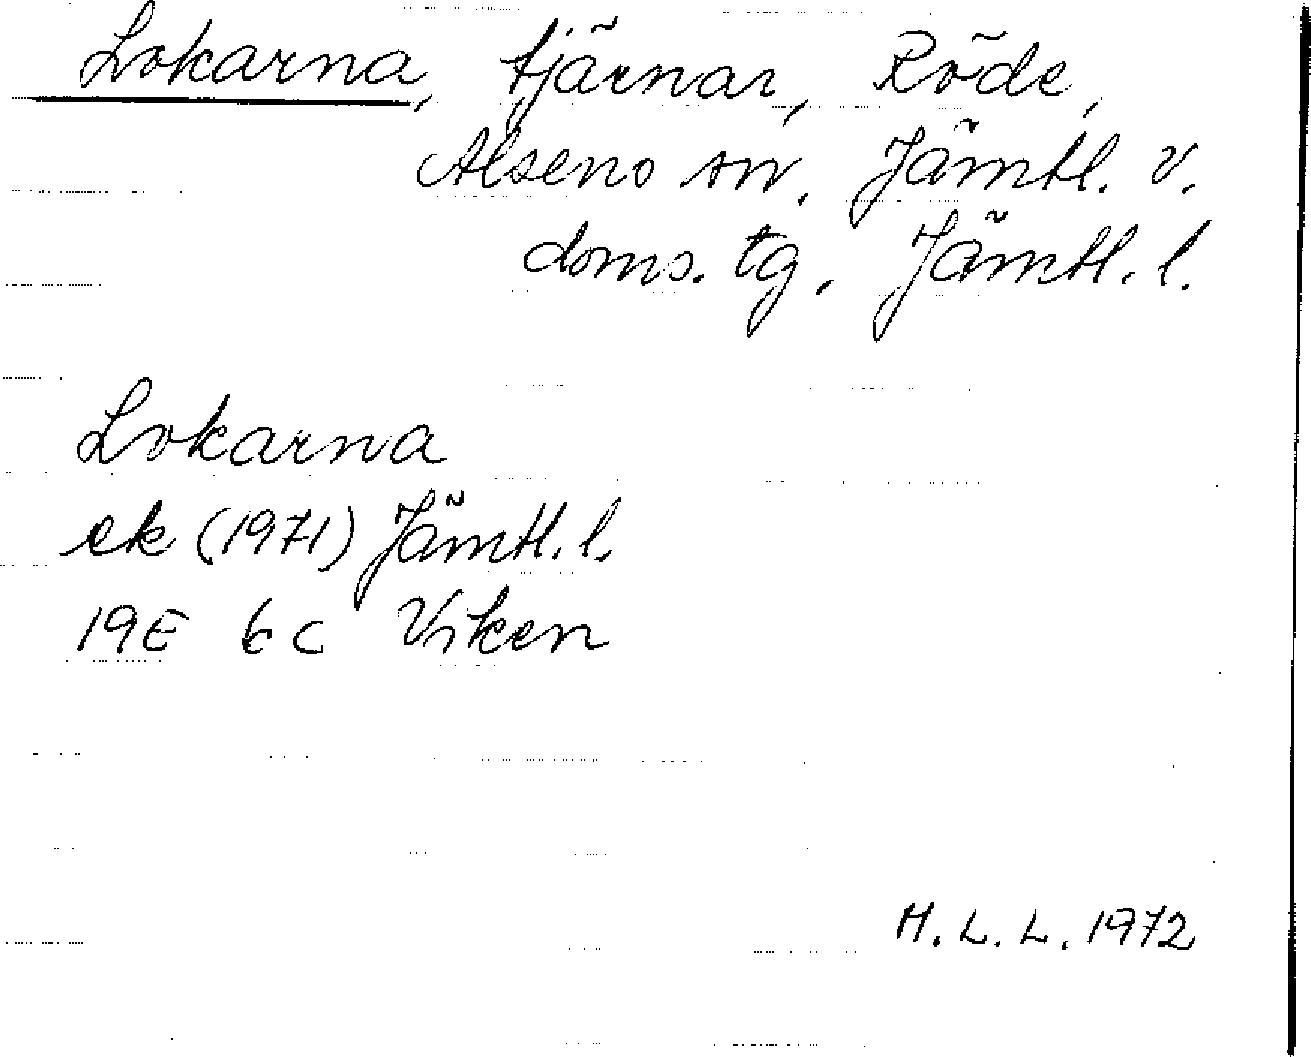 Lokarna, tjärnar, Röde,
Alsens sn, Jämtl. v.
doms. tg, Jämtl. l.
Lokarna
ek (1971) Jämtl. l.
19E 6c Viken
H. L. L. 1972